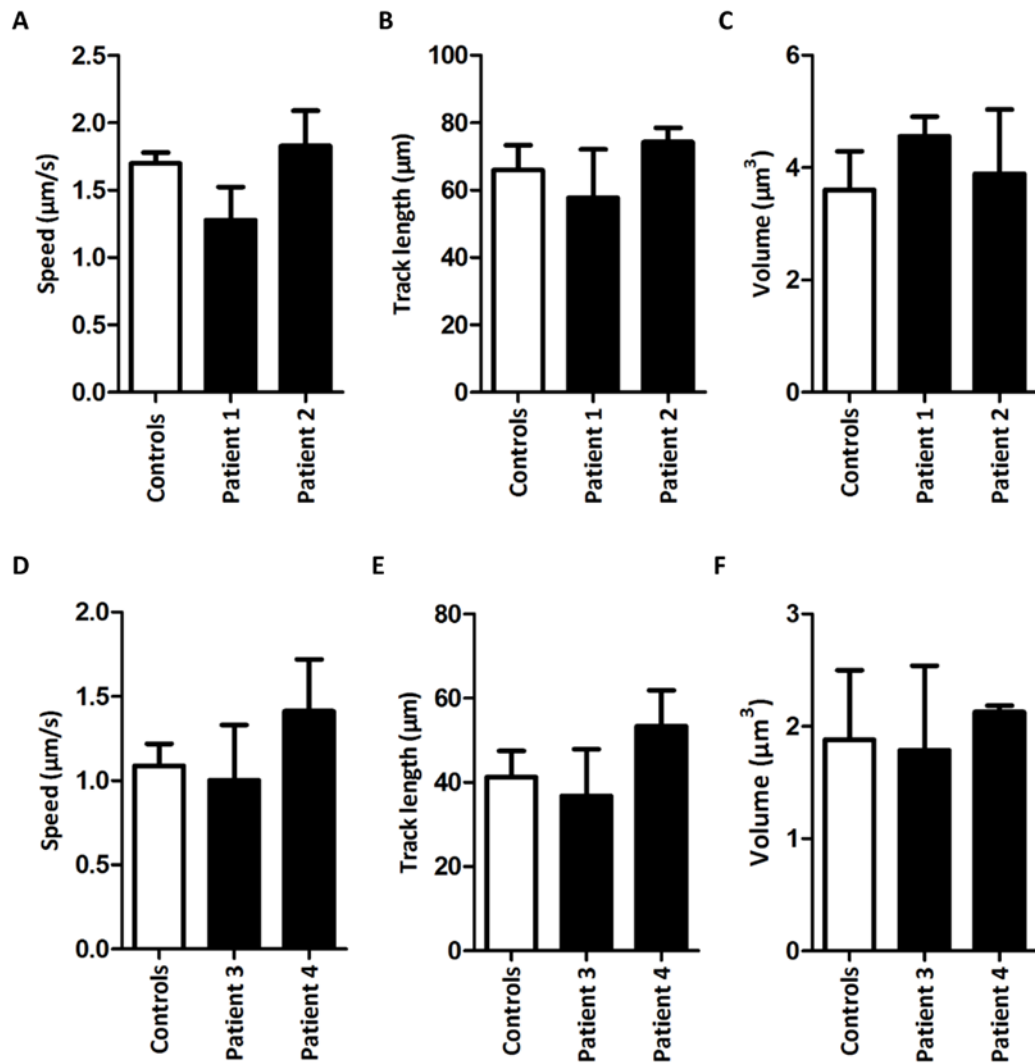 A
Speed (µm/s)
2.5
2.0
1.5
1.0
0.5
0.0
Controls
Patient 1
Patient 2
B
Track length (µm)
100
80
60
40
20
0
Controls
Patient 1
Patient 2
C
Volume (µm³)
6
4
2
0
Controls
Patient 1
Patient 2
D
Speed (µm/s)
2.0
1.5
1.0
0.5
0.0
Controls
Patient 3
Patient 4
E
Track length (µm)
80
60
40
20
0
Controls
Patient 3
Patient 4
F
Volume (µm³)
3
2
1
0
Controls
Patient 3
Patient 4